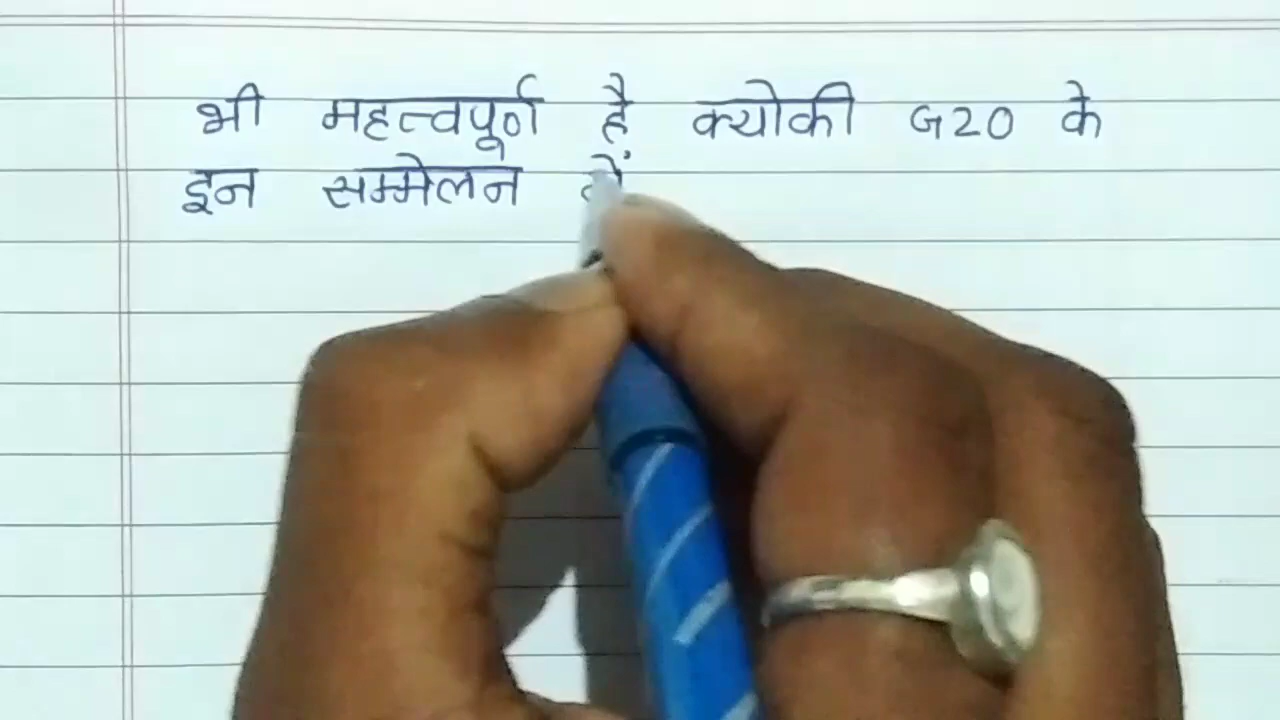 भी महत्त्वपूर्ण है क्योकी G20 के
इन सम्मेलन